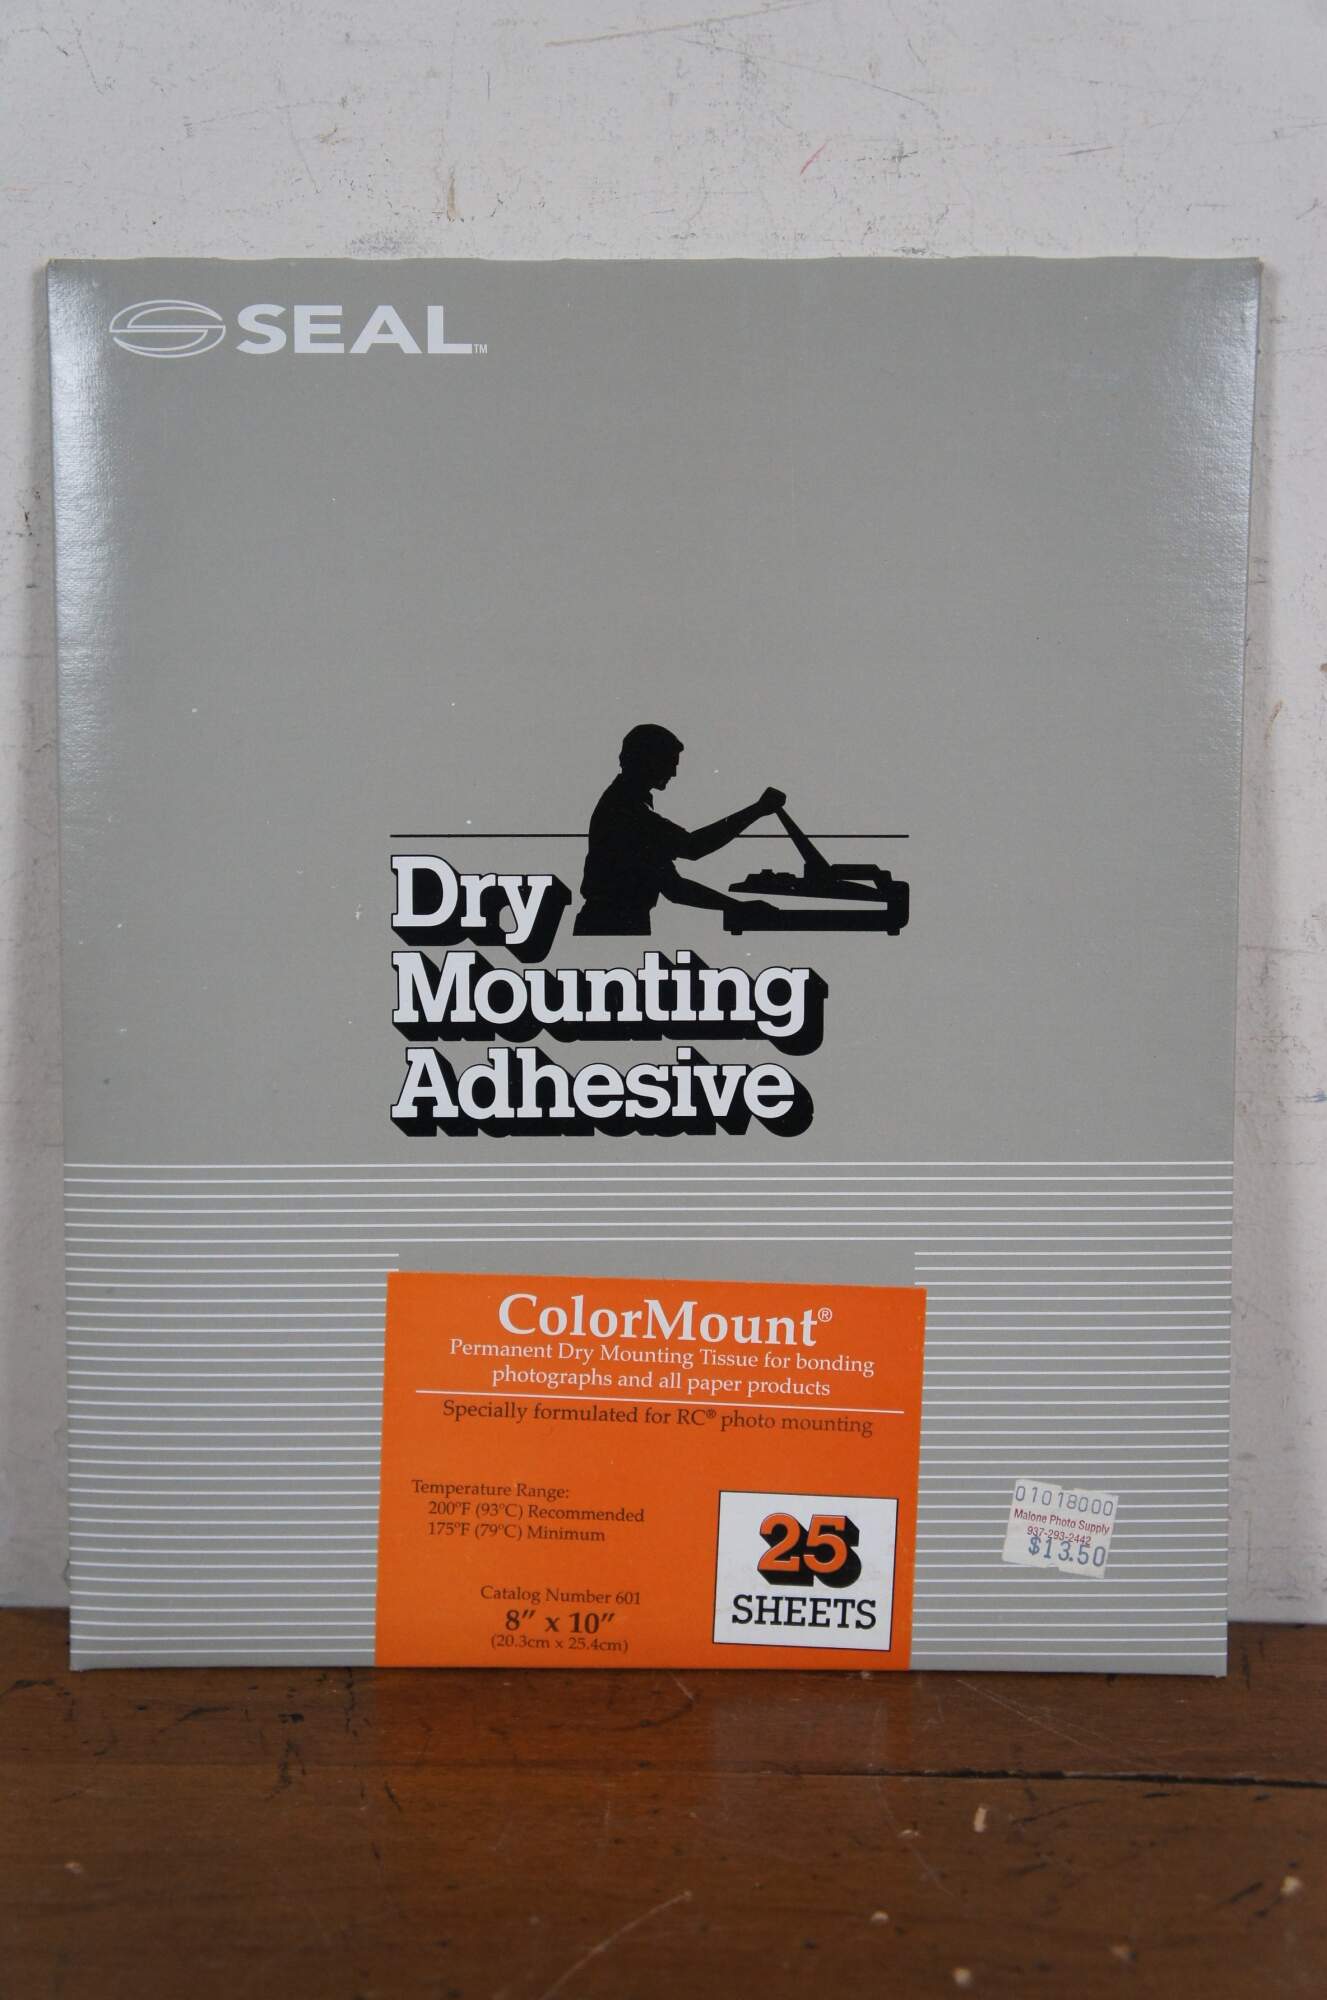 SEAL™
Dry
Mounting
Adhesive
ColorMount®
Permanent Dry Mounting Tissue for bonding
photographs and all paper products
Specially formulated for RC® photo mounting
Temperature Range:
200°F (93°C) Recommended
175°F (79°C) Minimum
Catalog Number 601
8" x 10"
(20.3cm x 25.4cm)
25
SHEETS
01018000
Malone Photo Supply
937-293-2442
$13.50